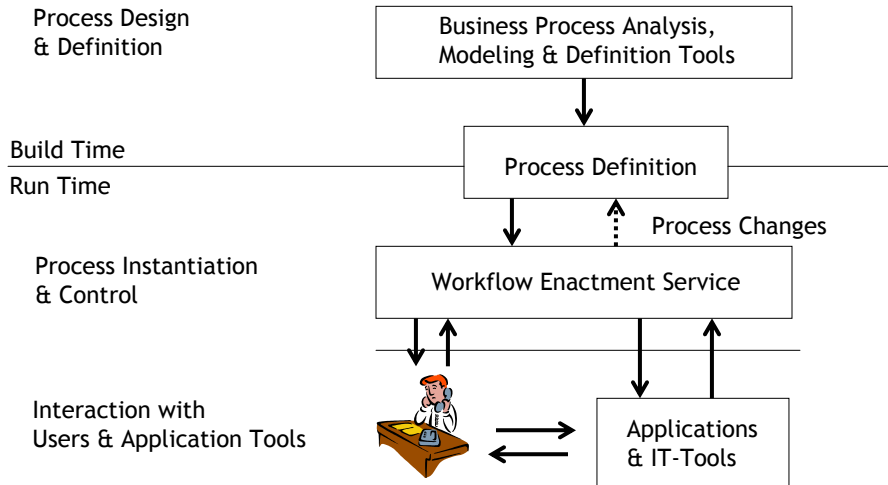 Process Design
& Definition
Business Process Analysis,
Modeling & Definition Tools
Build Time
Process Definition
Run Time
Process Changes
Process Instantiation
& Control
Workflow Enactment Service
Interaction with
Users & Application Tools
Applications
& IT-Tools